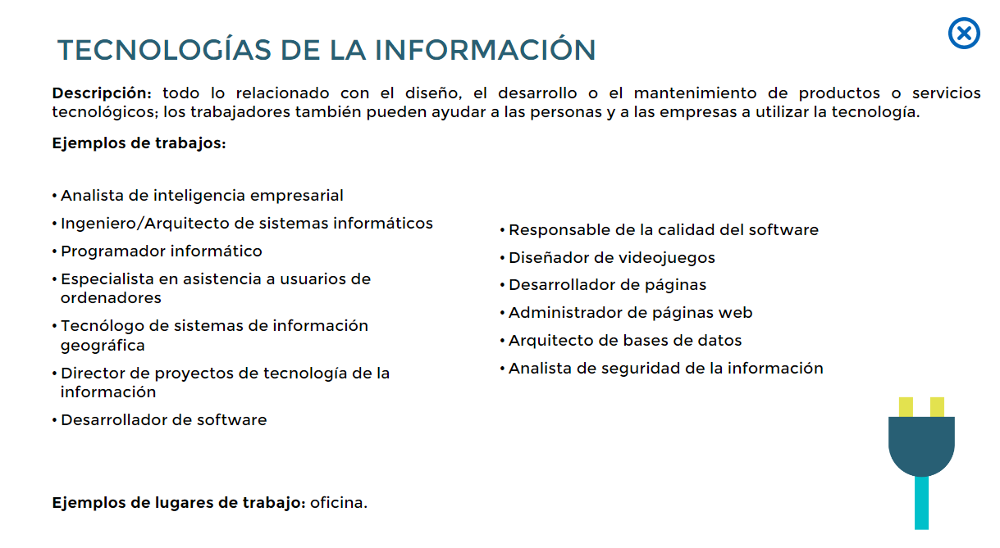 TECNOLOGÍAS DE LA INFORMACIÓN
Descripción: todo lo relacionado con el diseño, el desarrollo o el mantenimiento de productos o servicios
tecnológicos; los trabajadores también pueden ayudar a las personas y a las empresas a utilizar la tecnología.
Ejemplos de trabajos:
• Analista de inteligencia empresarial
• Ingeniero/Arquitecto de sistemas informáticos
• Programador informático
• Especialista en asistencia a usuarios de
ordenadores
• Tecnólogo de sistemas de información
geográfica
• Director de proyectos de tecnología de la
información
• Desarrollador de software
• Responsable de la calidad del software
• Diseñador de videojuegos
• Desarrollador de páginas
• Administrador de páginas web
• Arquitecto de bases de datos
• Analista de seguridad de la información
Ejemplos de lugares de trabajo: oficina.